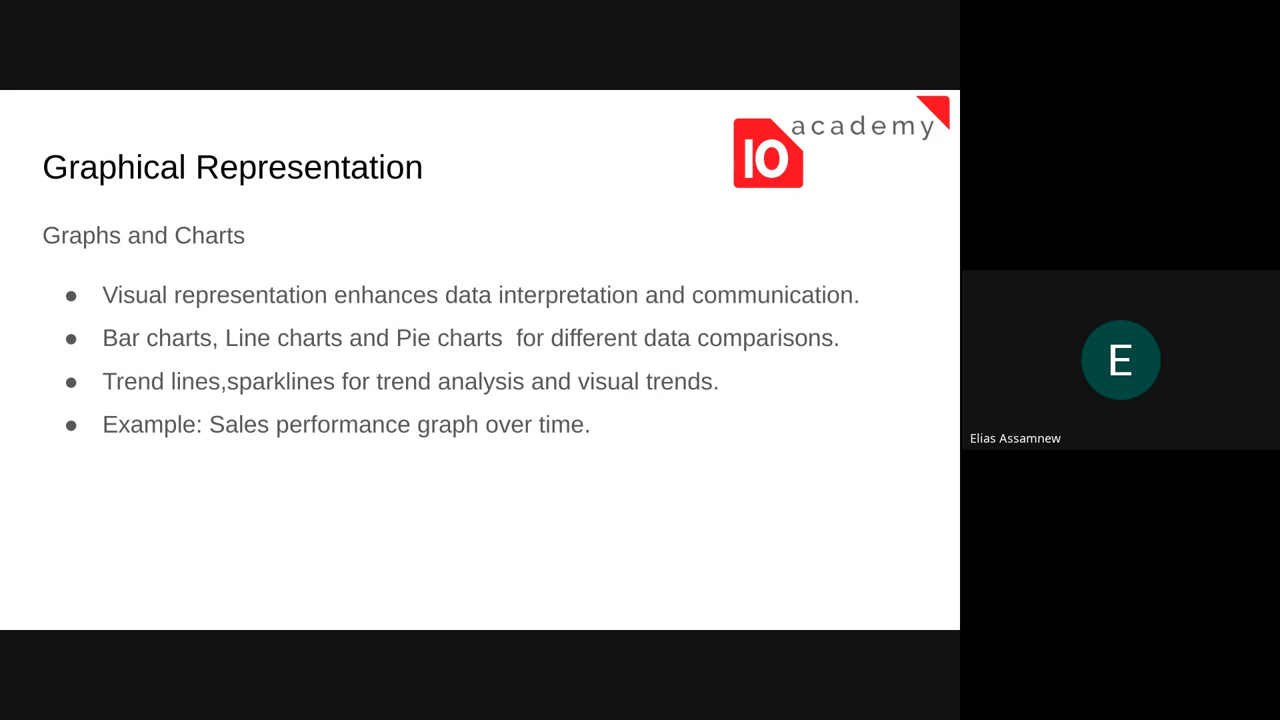 academy
10
Graphical Representation
Graphs and Charts
● Visual representation enhances data interpretation and communication.
● Bar charts, Line charts and Pie charts  for different data comparisons.
● Trend lines,sparklines for trend analysis and visual trends.
● Example: Sales performance graph over time.
E
Elias Assamnew